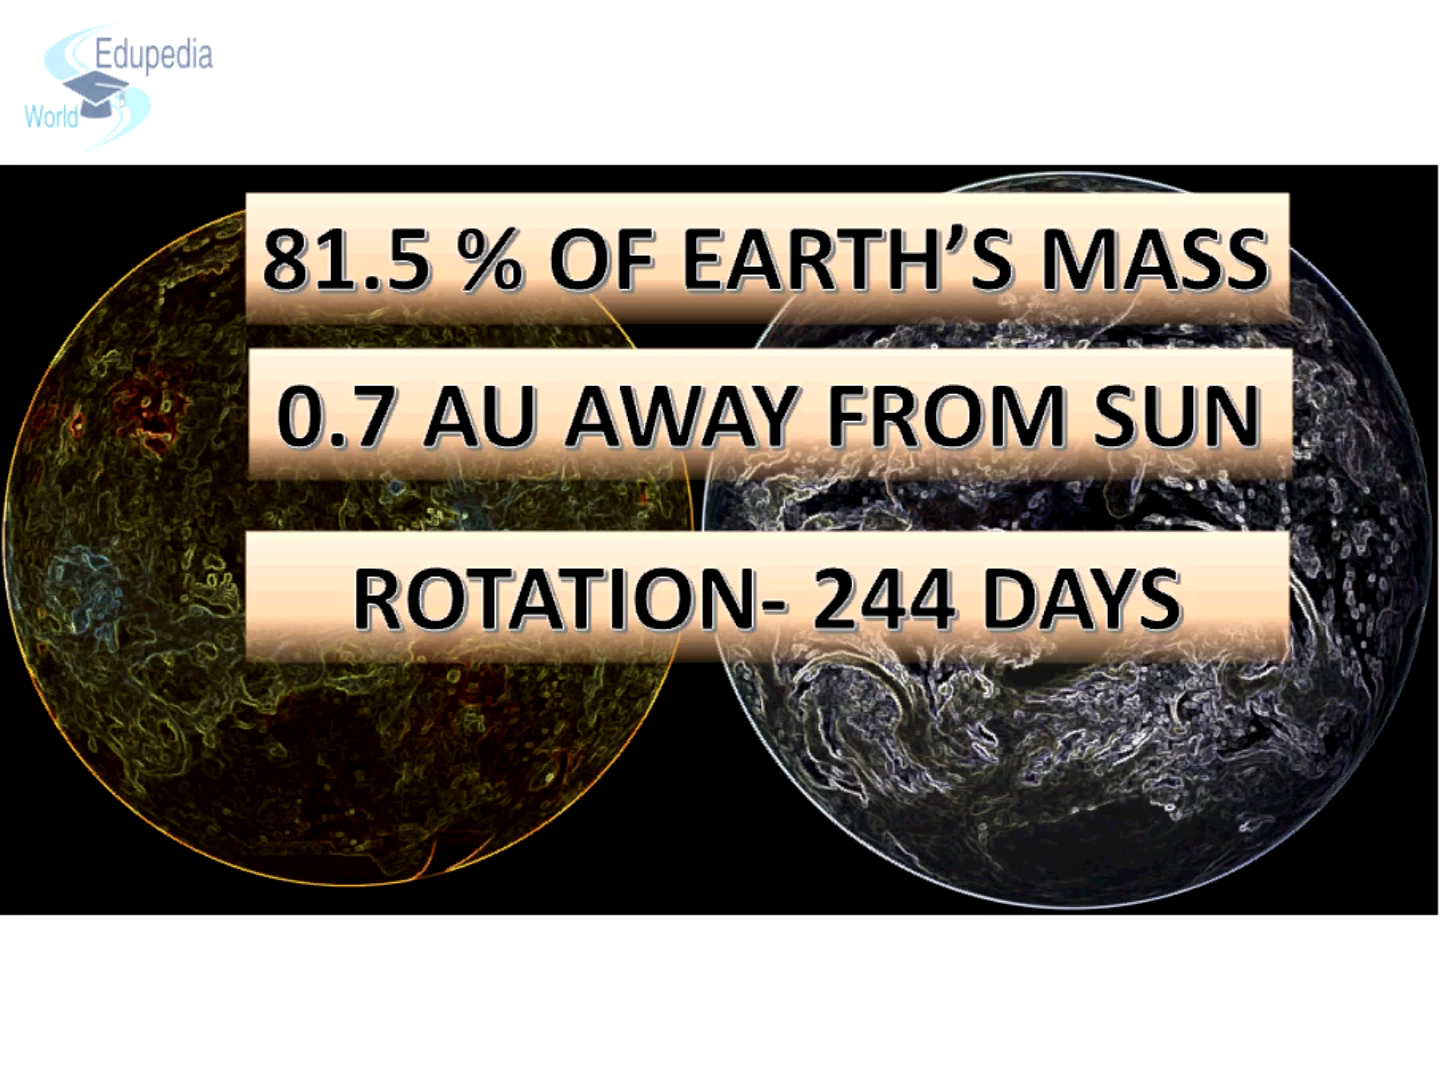 Edupedia
World
81.5 % OF EARTH’S MASS
0.7 AU AWAY FROM SUN
ROTATION- 244 DAYS